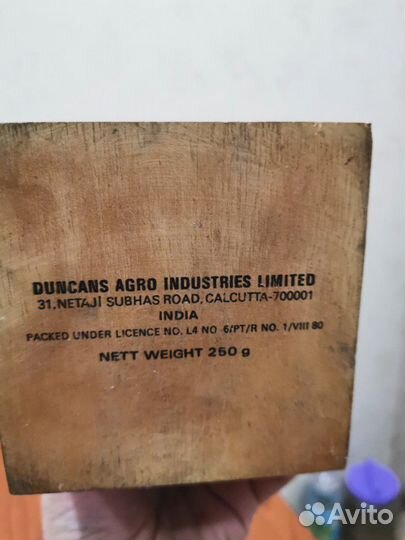 DUNCANS AGRO INDUSTRIES LIMITED
31, NETAJI SUBHAS ROAD, CALCUTTA-700001
INDIA
PACKED UNDER LICENCE NO. L4 NO 6/PT/R NO. 1/VIII 80
NETT WEIGHT 250 g
Avito